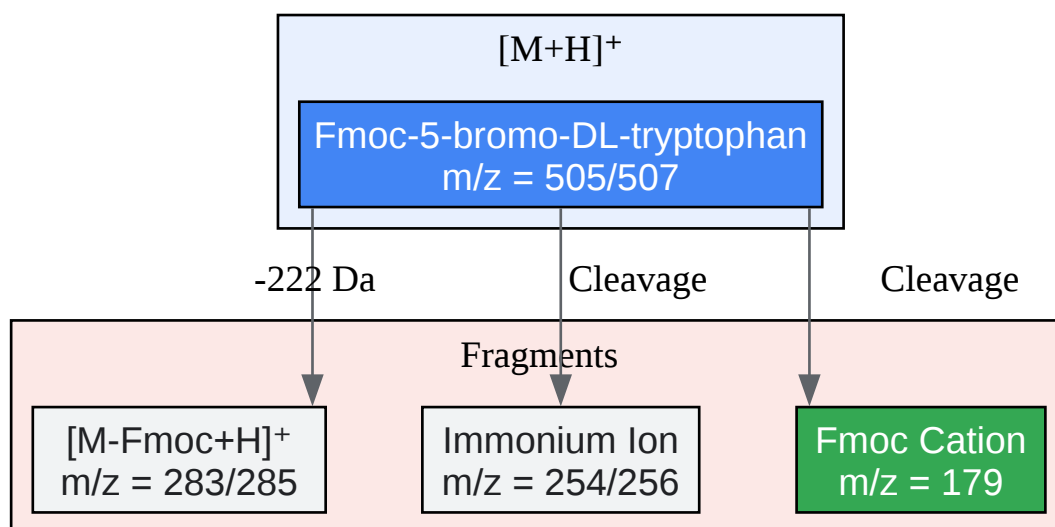 [M+H]⁺
Fmoc-5-bromo-DL-tryptophan
m/z = 505/507
-222 Da
Cleavage
Cleavage
Fragments
[M-Fmoc+H]⁺
m/z = 283/285
Immonium Ion
m/z = 254/256
Fmoc Cation
m/z = 179